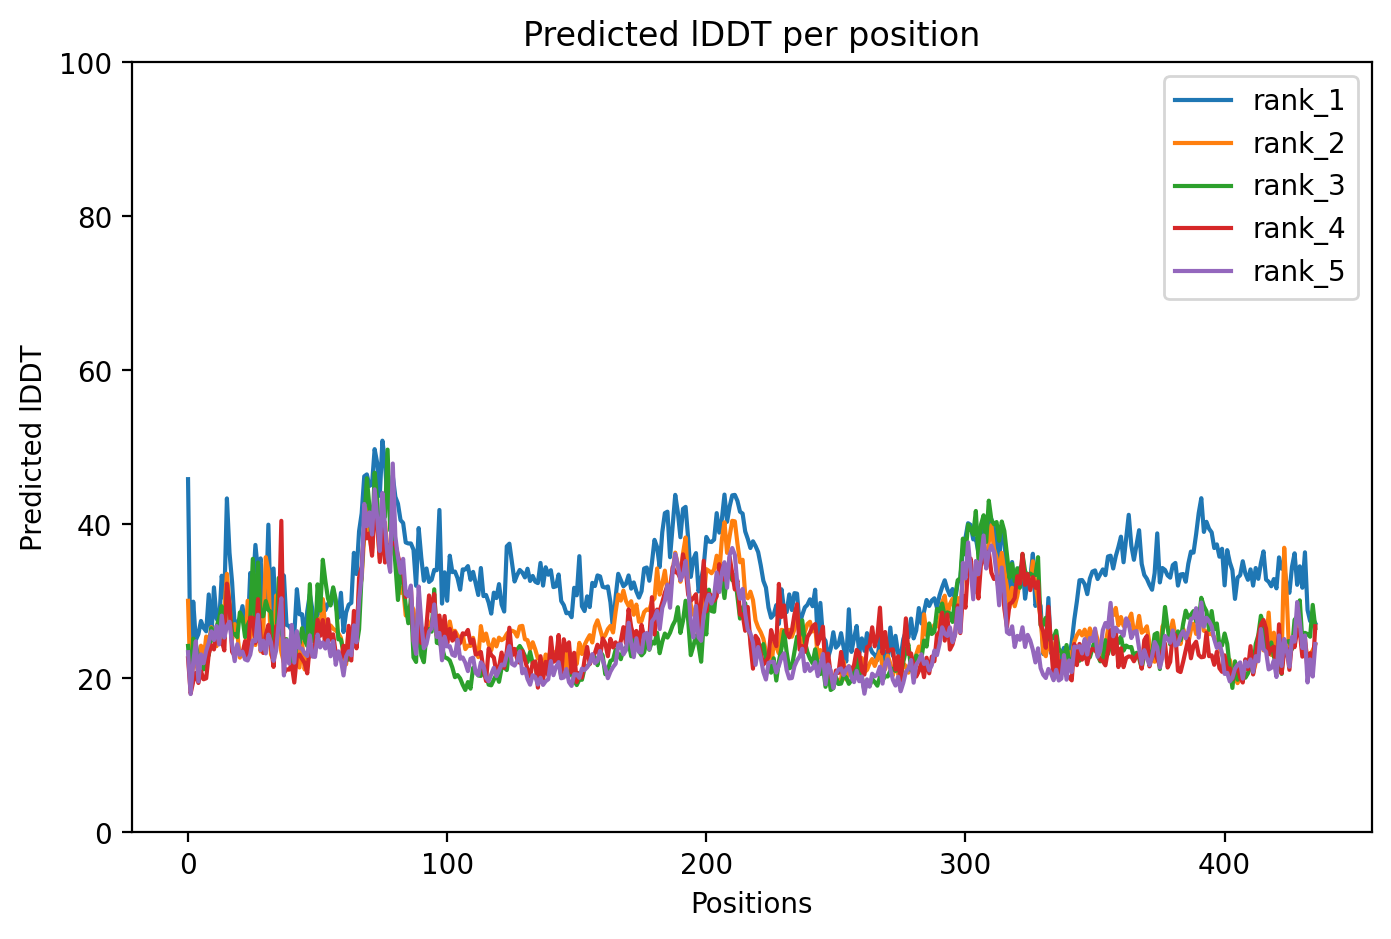 Predicted lDDT per position
100
80
60
40
20
0
Predicted lDDT
0 100 200 300 400
Positions
rank_1
rank_2
rank_3
rank_4
rank_5